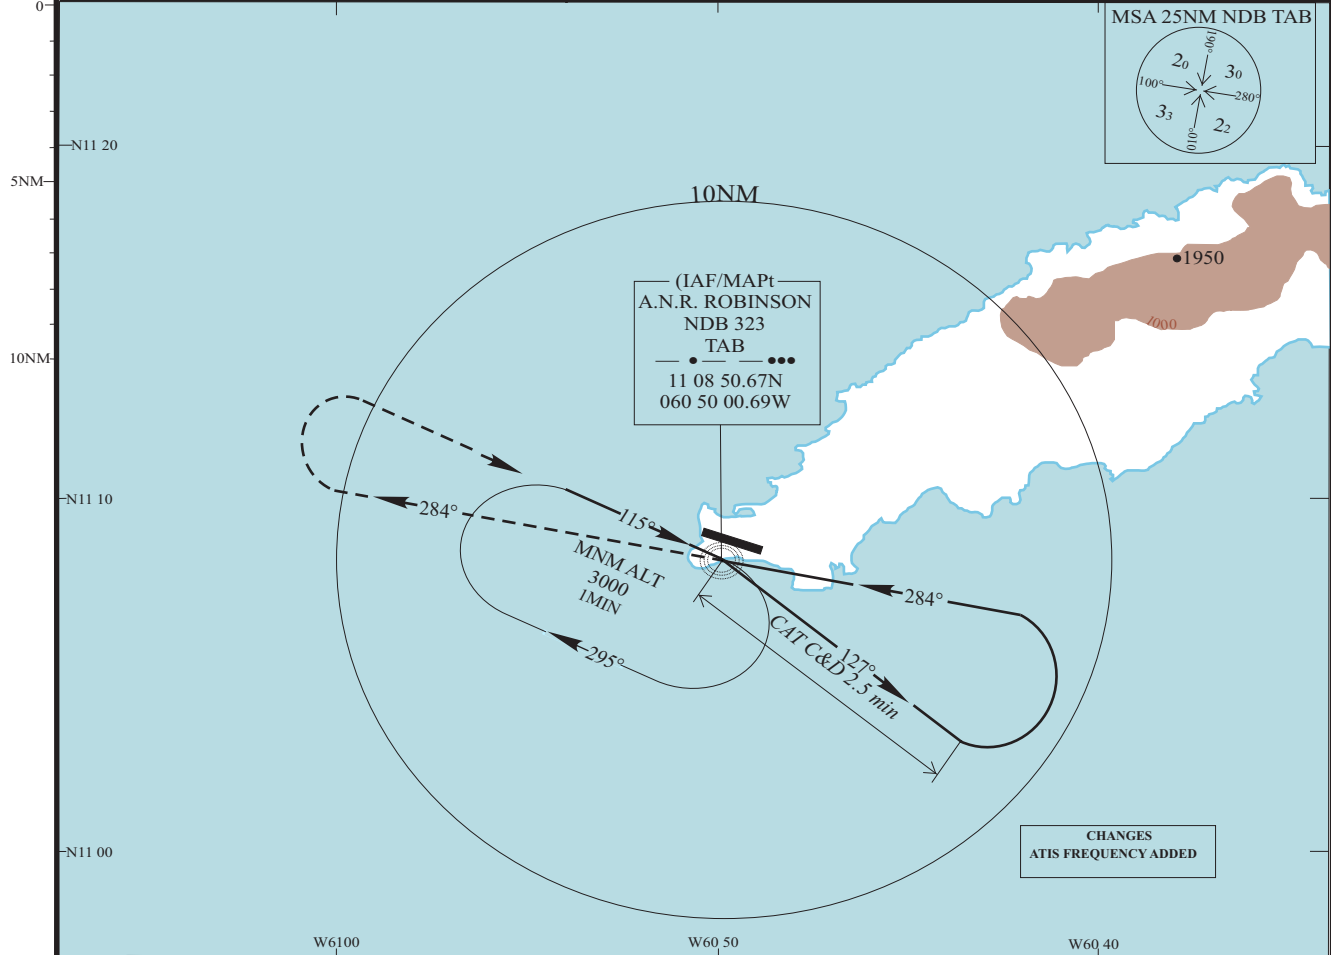 0
MSA 25NM NDB TAB
190°
20
30
100°
280°
33
22
010°
N11 20
5NM
10NM
1950
1000
(IAF/MAPt
A.N.R. ROBINSON
NDB 323
TAB
11 08 50.67N
060 50 00.69W
10NM
N11 10
284°
115°
MNM ALT
3000
1MIN
295°
284°
127°
CAT C&D 2.5 min
CHANGES
ATIS FREQUENCY ADDED
N11 00
W6100
W60 50
W60 40